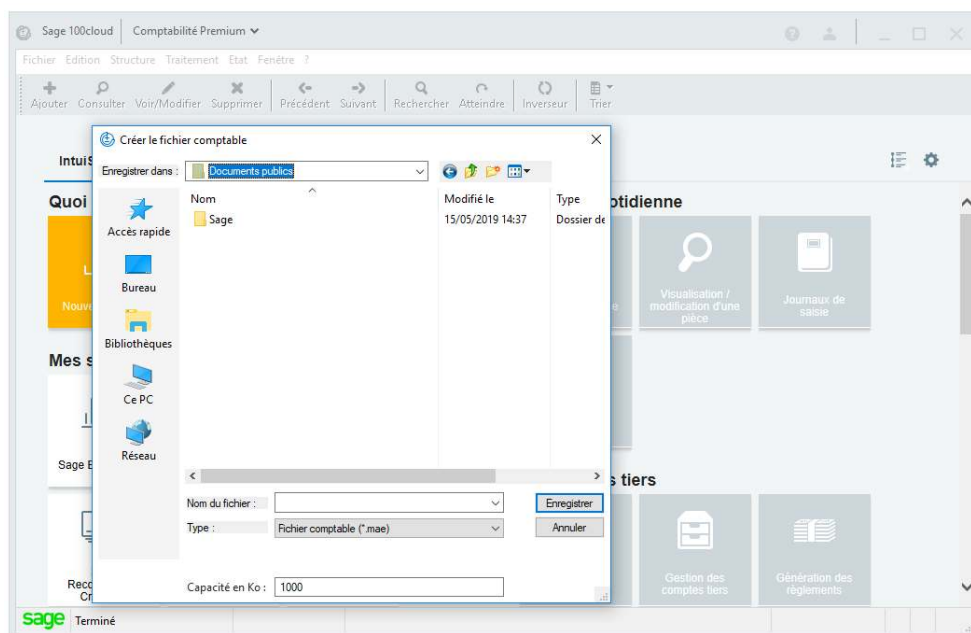 Sage 100cloud Comptabilité Premium
Fichier Edition Structure Traitement Etat Fenêtre ?
Ajouter Consulter Voir/Modifier Supprimer Précédent Suivant Rechercher Atteindre Inverseur Trier
Créer le fichier comptable
Enregistrer dans : Documents publics
Nom Modifié le Type
Sage 15/05/2019 14:37 Dossier de
Accès rapide
Bureau
Bibliothèques
Ce PC
Réseau
Nom du fichier : Enregistrer
Type : Fichier comptable (*.mae) Annuler
Capacité en Ko : 1000
Quoi
Mes s
Sage
Visualisation /
modification d'une
pièce
Journaux de
saisie
s tiers
Gestion des
comptes tiers
Génération des
règlements
sage Terminé